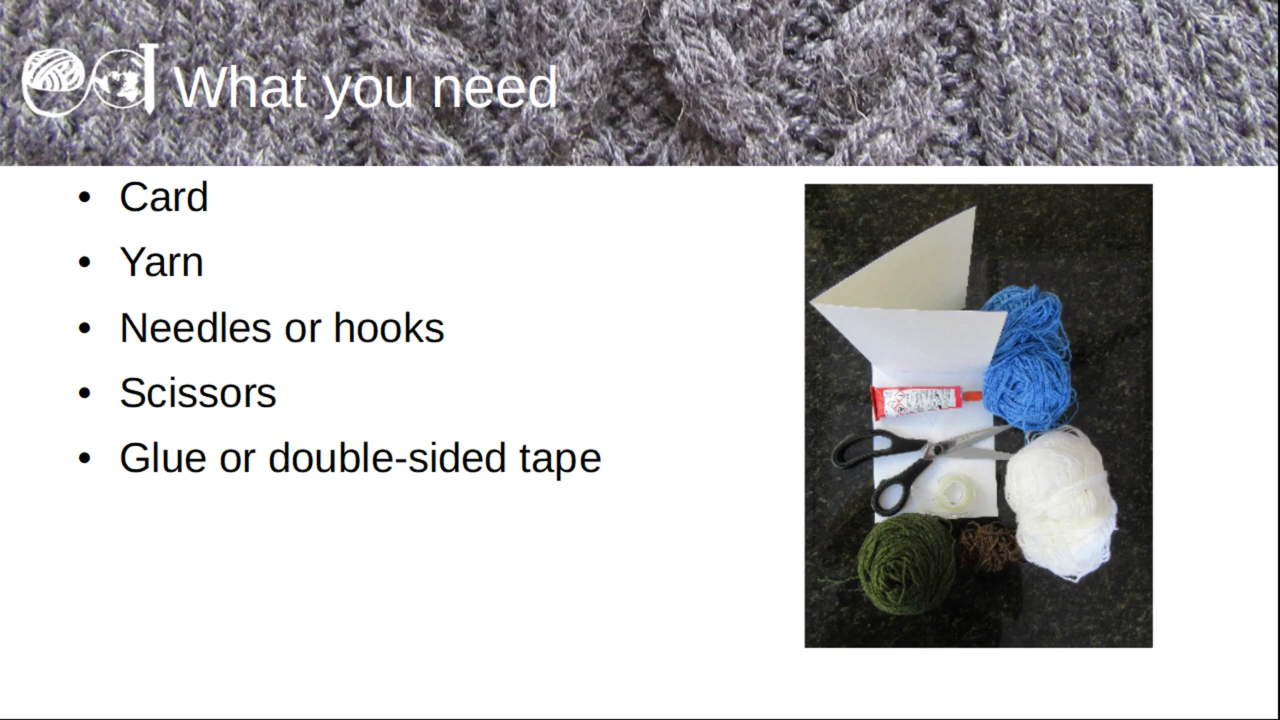 What you need
• Card
• Yarn
• Needles or hooks
• Scissors
• Glue or double-sided tape